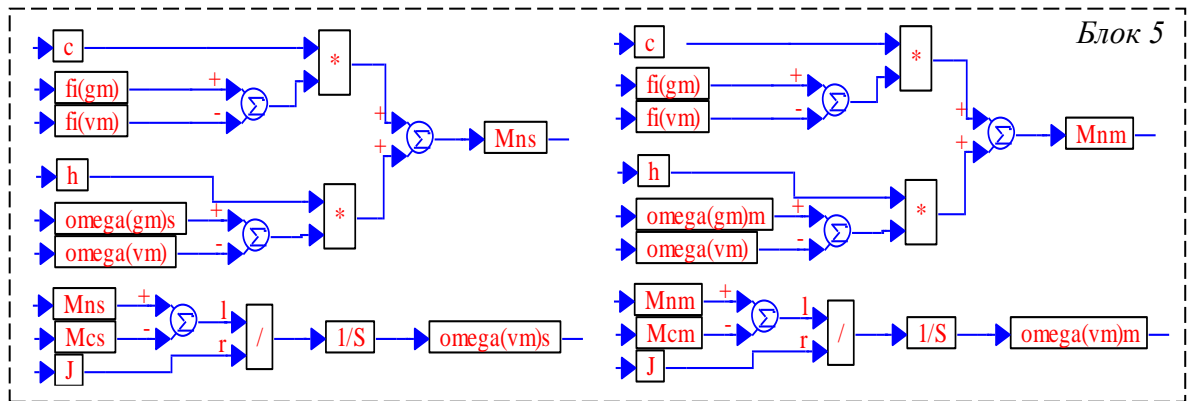 Блок 5
c
*
fi(gm)
+
fi(vm)
-
Σ
+
Σ
Mns
+
h
*
omega(gm)s
+
omega(vm)
-
Σ
Mns
+
Mcs
-
Σ
l
r
/
1/S
omega(vm)s
J
c
*
fi(gm)
+
fi(vm)
-
Σ
+
Σ
Mnm
+
h
*
omega(gm)m
+
omega(vm)
-
Σ
Mnm
+
Mcm
-
Σ
l
r
/
1/S
omega(vm)m
J